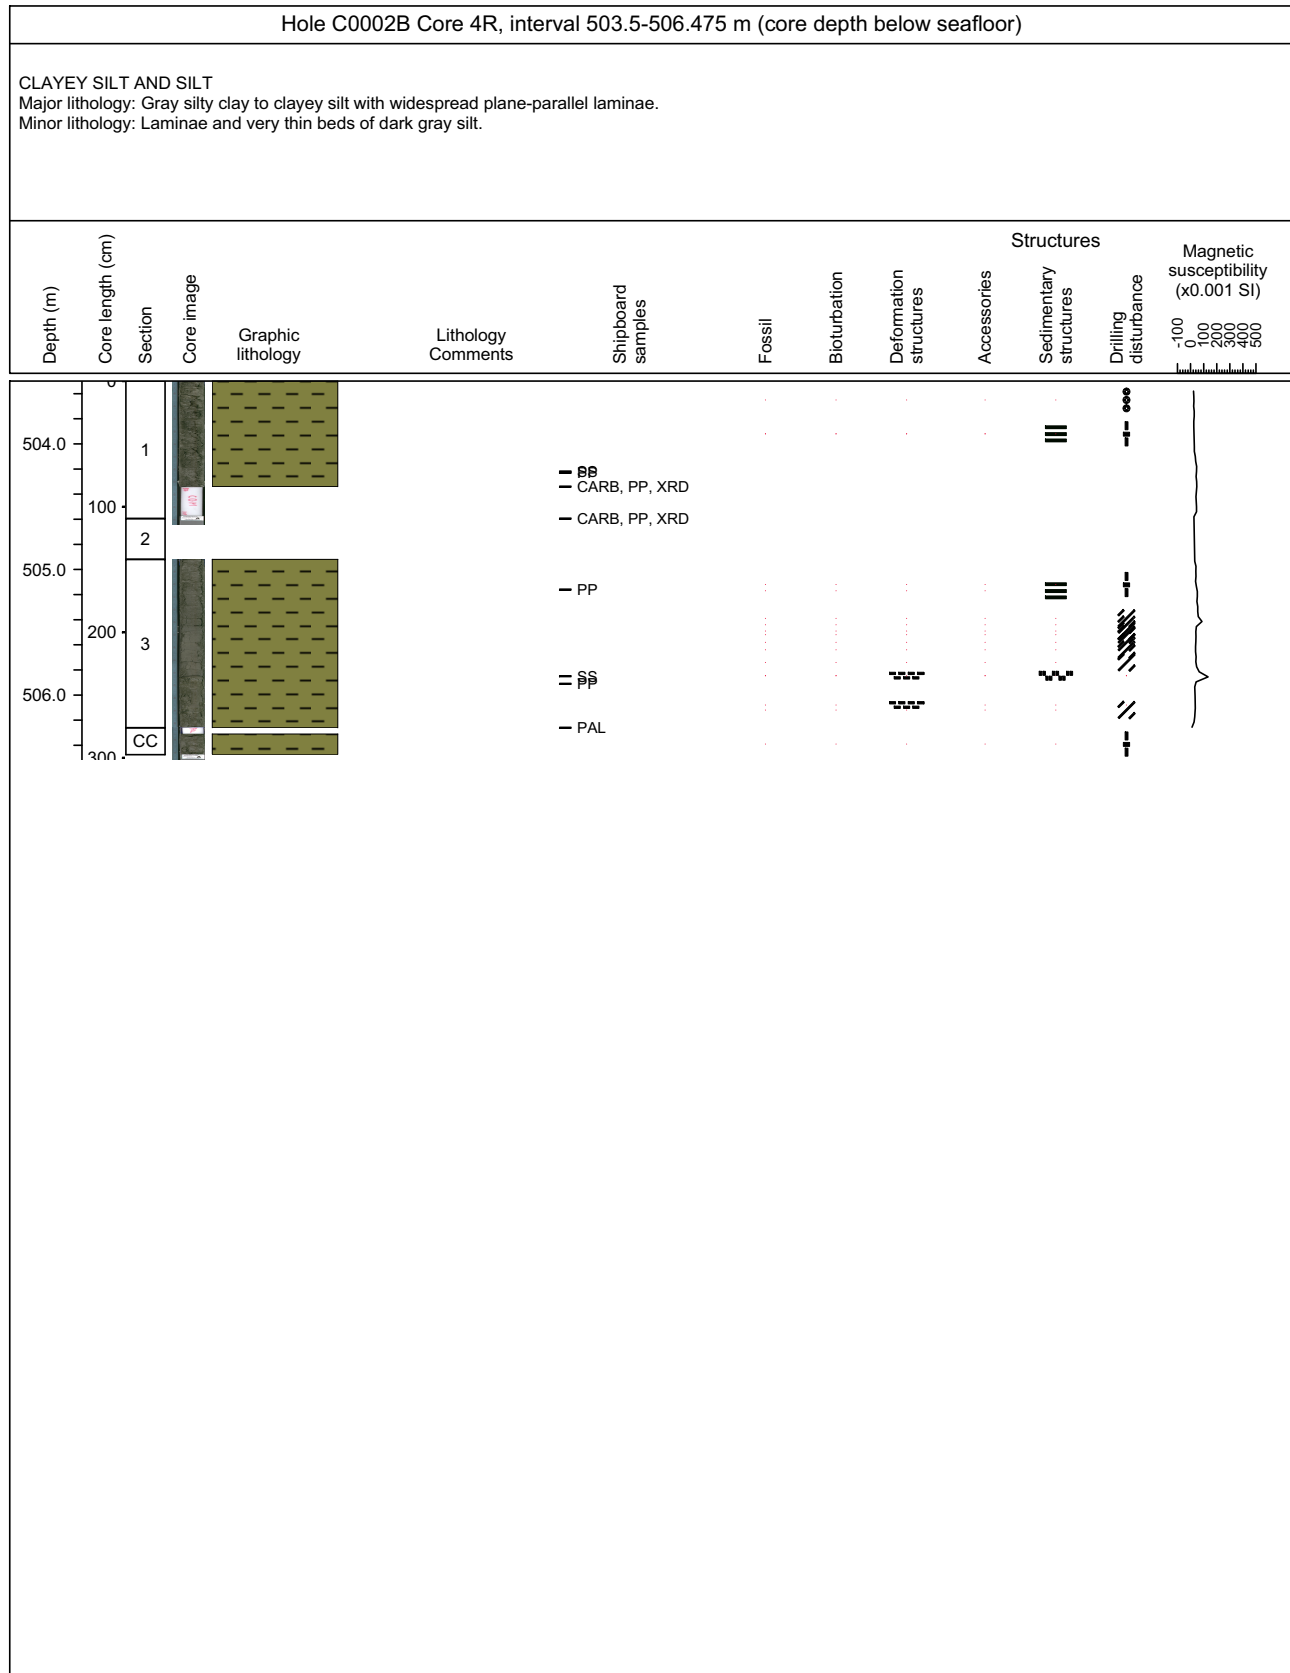 Hole C0002B Core 4R, interval 503.5-506.475 m (core depth below seafloor)
CLAYEY SILT AND SILT
Major lithology: Gray silty clay to clayey silt with widespread plane-parallel laminae.
Minor lithology: Laminae and very thin beds of dark gray silt.
Depth (m)
Core length (cm)
Section
Core image
Graphic
lithology
Lithology
Comments
Shipboard
samples
Fossil
Bioturbation
Deformation
structures
Accessories
Structures
Sedimentary
structures
Drilling
disturbance
Magnetic
susceptibility
(x0.001 SI)
-100
0
100
200
300
400
500
0
504.0
1
SS
CARB, PP, XRD
100
CARB, PP, XRD
2
505.0
PP
200
3
SS
PP
506.0
PAL
CC
300